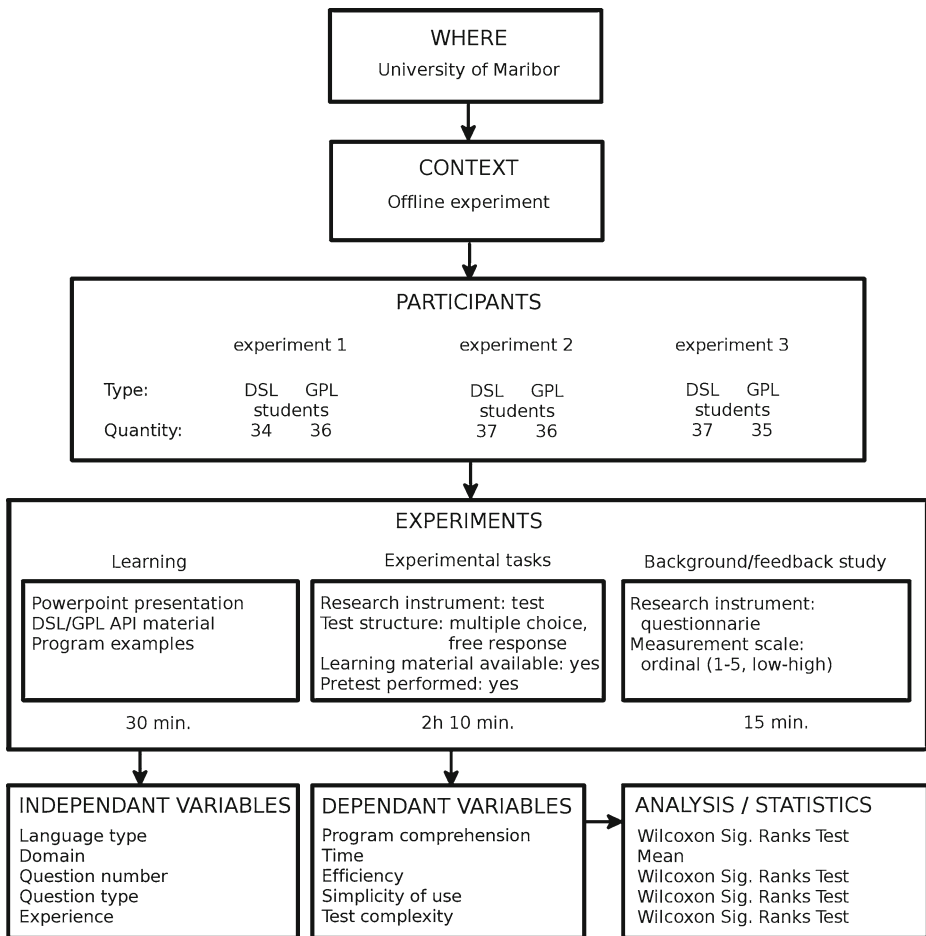 WHERE
University of Maribor
CONTEXT
Offline experiment
PARTICIPANTS
experiment 1 experiment 2 experiment 3
Type: DSL GPL DSL GPL DSL GPL
students students students
Quantity: 34 36 37 36 37 35
EXPERIMENTS
Learning
Powerpoint presentation
DSL/GPL API material
Program examples
30 min.
Experimental tasks
Research instrument: test
Test structure: multiple choice,
free response
Learning material available: yes
Pretest performed: yes
2h 10 min.
Background/feedback study
Research instrument:
questionnarie
Measurement scale:
ordinal (1-5, low-high)
15 min.
INDEPENDANT VARIABLES
Language type
Domain
Question number
Question type
Experience
DEPENDANT VARIABLES
Program comprehension
Time
Efficiency
Simplicity of use
Test complexity
ANALYSIS / STATISTICS
Wilcoxon Sig. Ranks Test
Mean
Wilcoxon Sig. Ranks Test
Wilcoxon Sig. Ranks Test
Wilcoxon Sig. Ranks Test